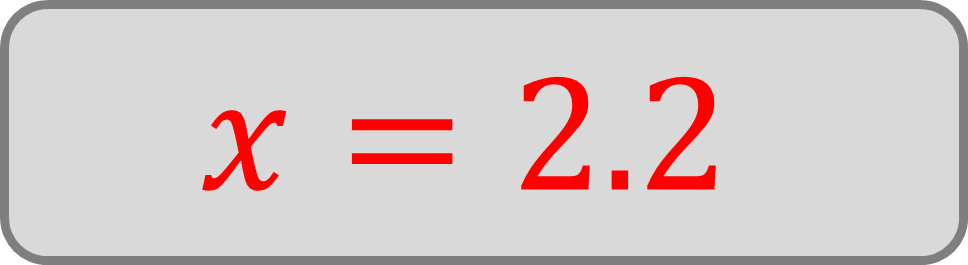 x = 2.2